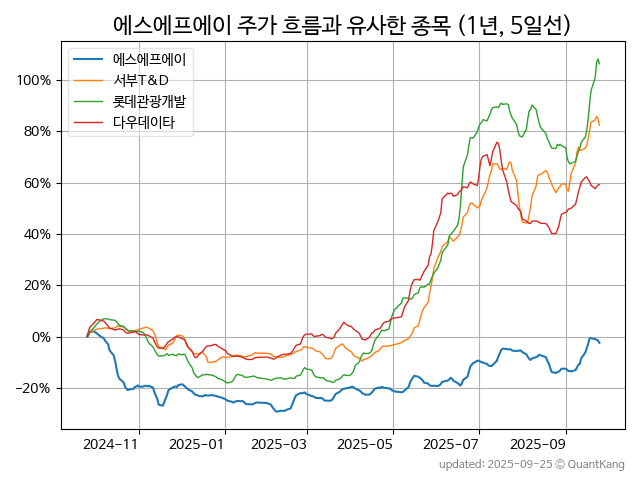 에스에프에이 주가 흐름과 유사한 종목 (1년, 5일선)
에스에프에이
서부T&D
롯데관광개발
다우데이타
100%
80%
60%
40%
20%
0%
−20%
2024-11
2025-01
2025-03
2025-05
2025-07
2025-09
updated: 2025-09-25 © QuantKang